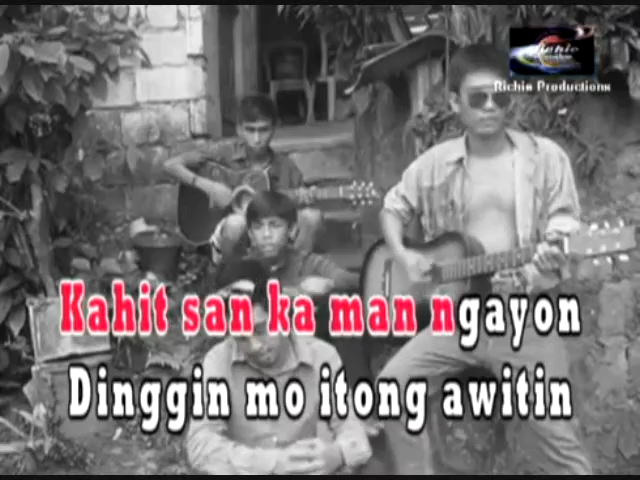 Richie Productions
Kahit san ka man ngayon
Dinggin mo itong awitin